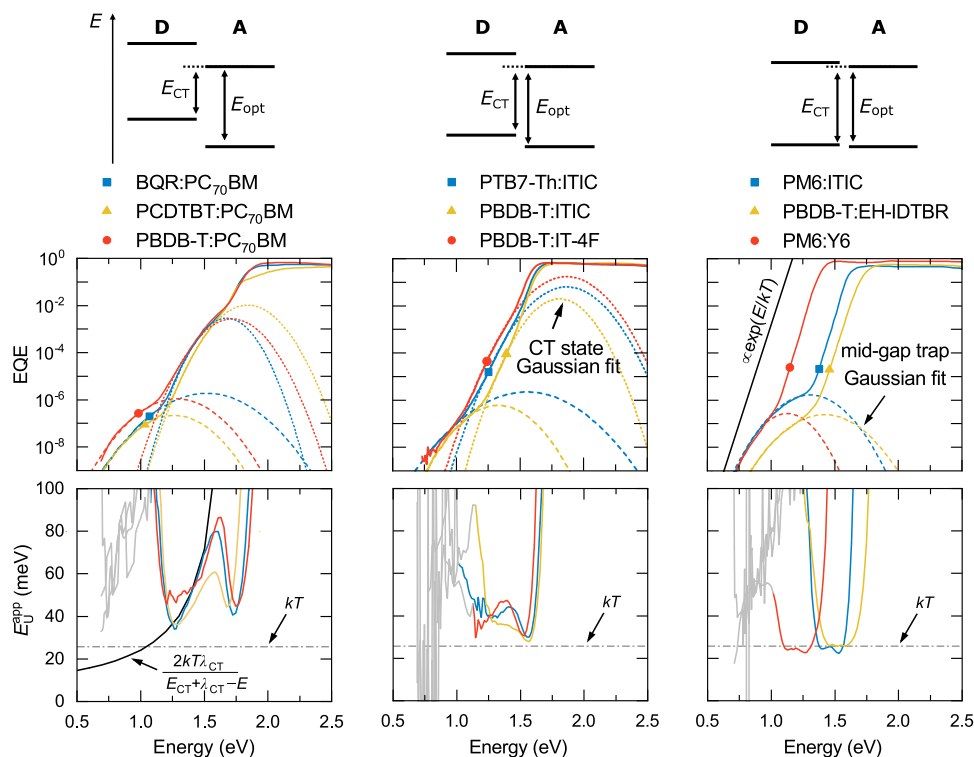 E
D A
E_CT
E_opt
D A
E_CT
E_opt
D A
E_CT
E_opt
BQR:PC₇₀BM
PCDTBT:PC₇₀BM
PBDB-T:PC₇₀BM
PTB7-Th:ITIC
PBDB-T:ITIC
PBDB-T:IT-4F
PM6:ITIC
PBDB-T:EH-IDTBR
PM6:Y6
EQE
10⁰
10⁻²
10⁻⁴
10⁻⁶
10⁻⁸
CT state
Gaussian fit
∝exp(E/kT)
mid-gap trap
Gaussian fit
E_U^app (meV)
100
80
60
40
20
0
kT
2kTλ_CT
E_CT+λ_CT−E
kT
kT
0.5 1.0 1.5 2.0 2.5
Energy (eV)
0.5 1.0 1.5 2.0 2.5
Energy (eV)
0.5 1.0 1.5 2.0 2.5
Energy (eV)